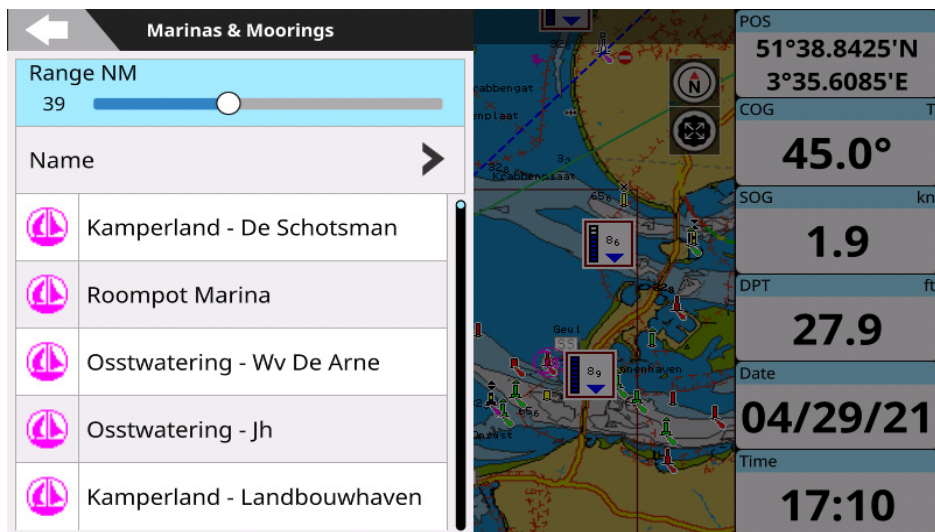 Marinas & Moorings
Range NM
39
Name
Kamperland - De Schotsman
Roompot Marina
Osstwatering - Wv De Arne
Osstwatering - Jh
Kamperland - Landbouwhaven
N
Krabbenplaat
Geul
POS
51°38.8425'N
3°35.6085'E
COG
T
45.0°
SOG
kn
1.9
DPT
ft
27.9
Date
04/29/21
Time
17:10